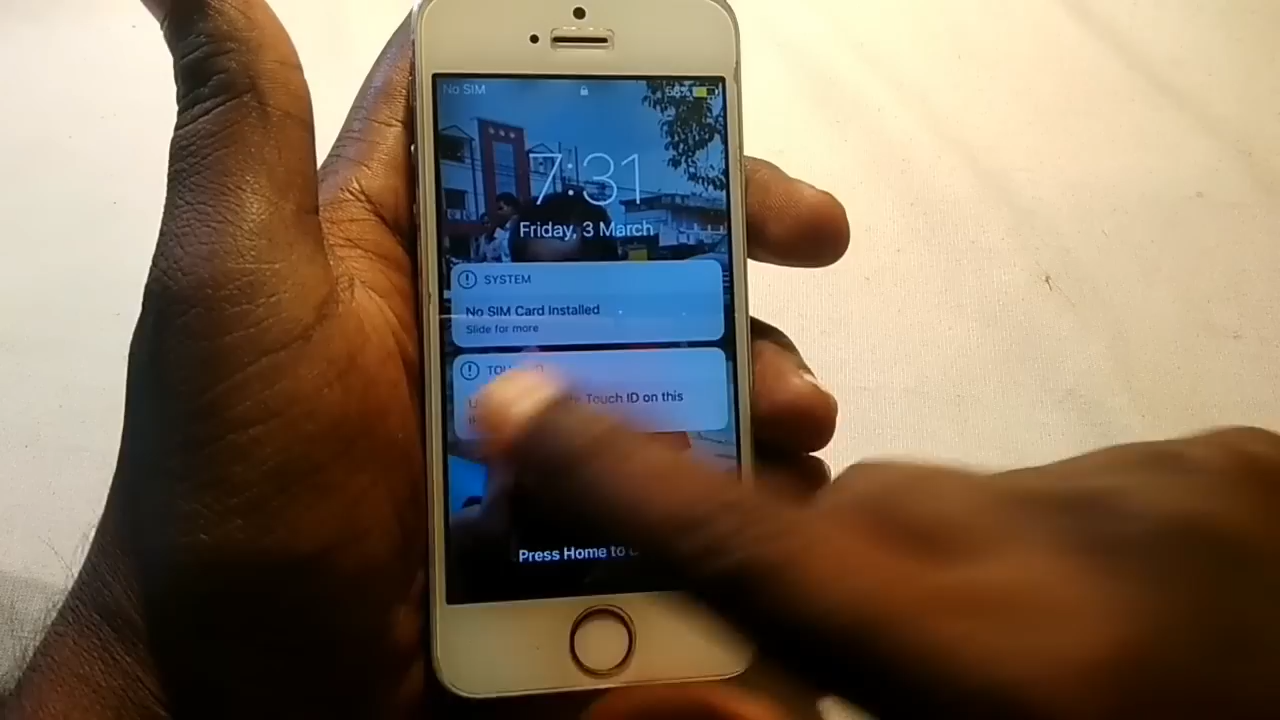 No SIM 56%
7:31
Friday, 3 March
SYSTEM
No SIM Card Installed
Slide for more
Touch ID on this
Press Home to